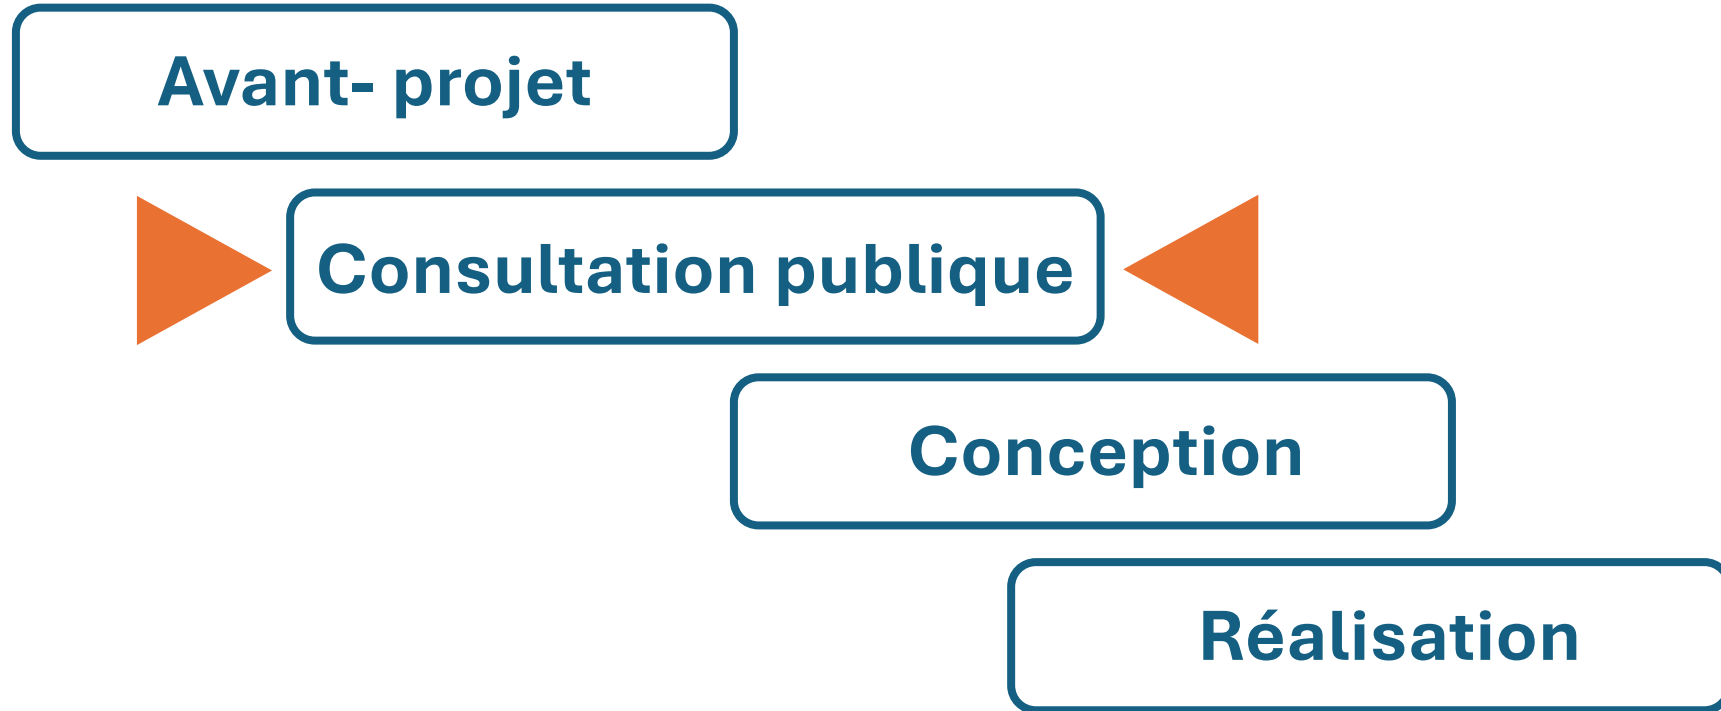 Avant- projet
Consultation publique
Conception
Réalisation